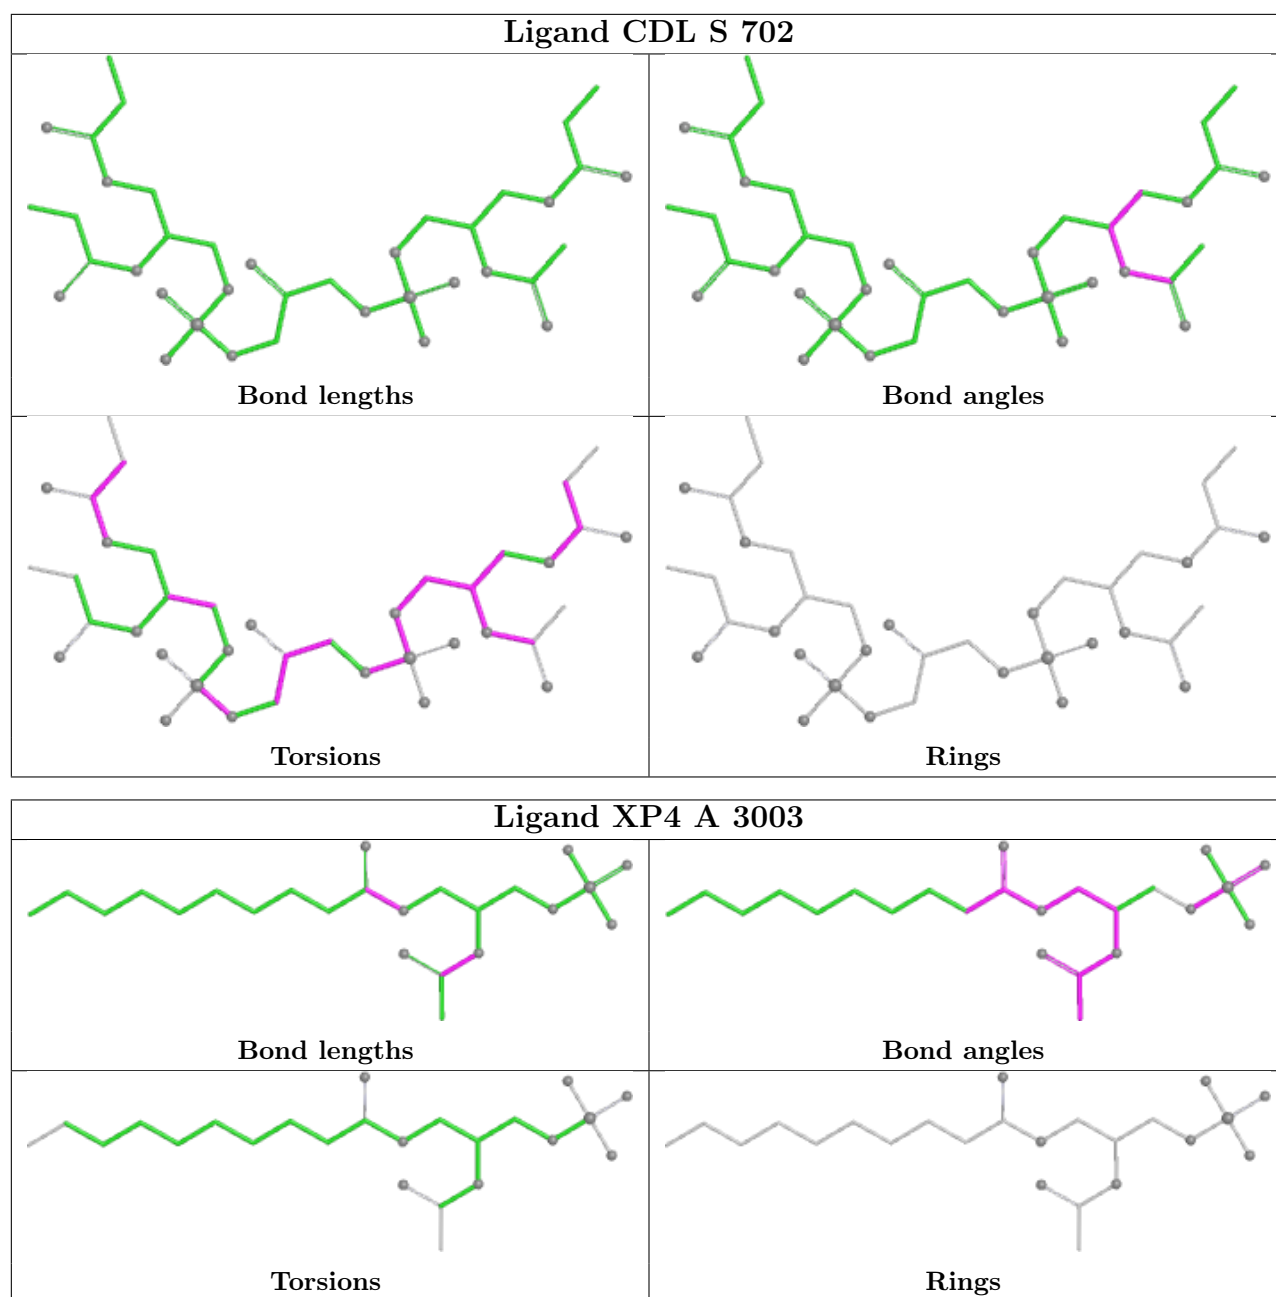 Ligand CDL S 702
Bond lengths
Bond angles
Torsions
Rings
Ligand XP4 A 3003
Bond lengths
Bond angles
Torsions
Rings